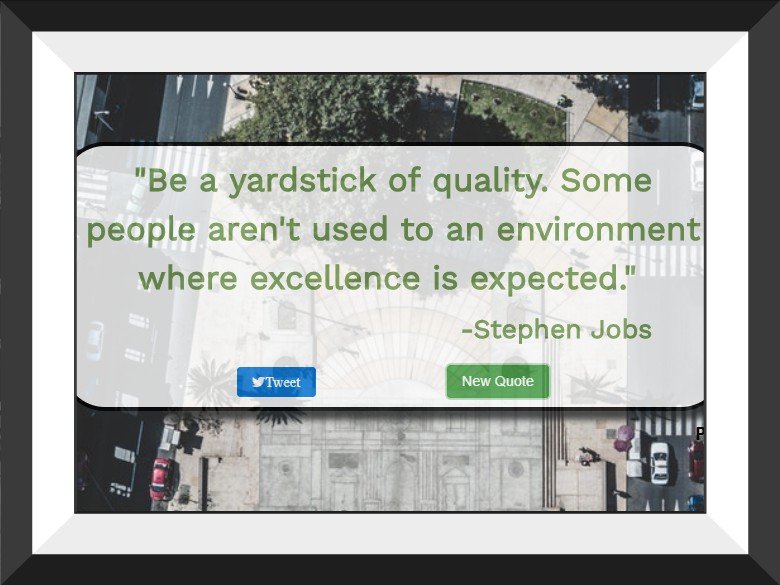 "Be a yardstick of quality. Some
people aren't used to an environment
where excellence is expected."
-Stephen Jobs
Tweet
New Quote
P